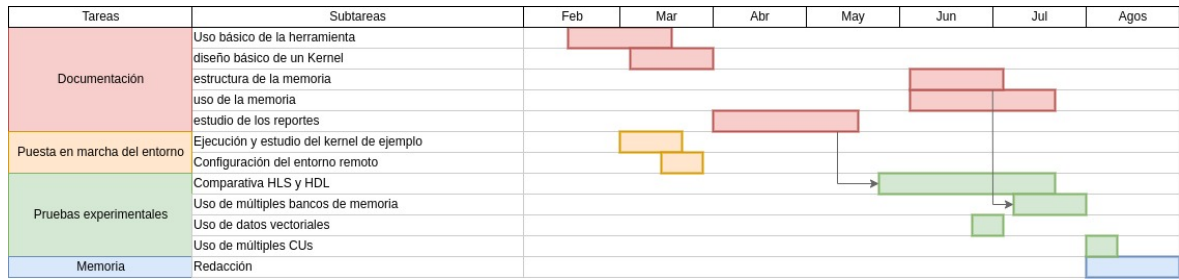 Tareas Subtareas Feb Mar Abr May Jun Jul Agos
Documentación
Uso básico de la herramienta
diseño básico de un Kernel
estructura de la memoria
uso de la memoria
estudio de los reportes
Puesta en marcha del entorno
Ejecución y estudio del kernel de ejemplo
Configuración del entorno remoto
Pruebas experimentales
Comparativa HLS y HDL
Uso de múltiples bancos de memoria
Uso de datos vectoriales
Uso de múltiples CUs
Memoria
Redacción